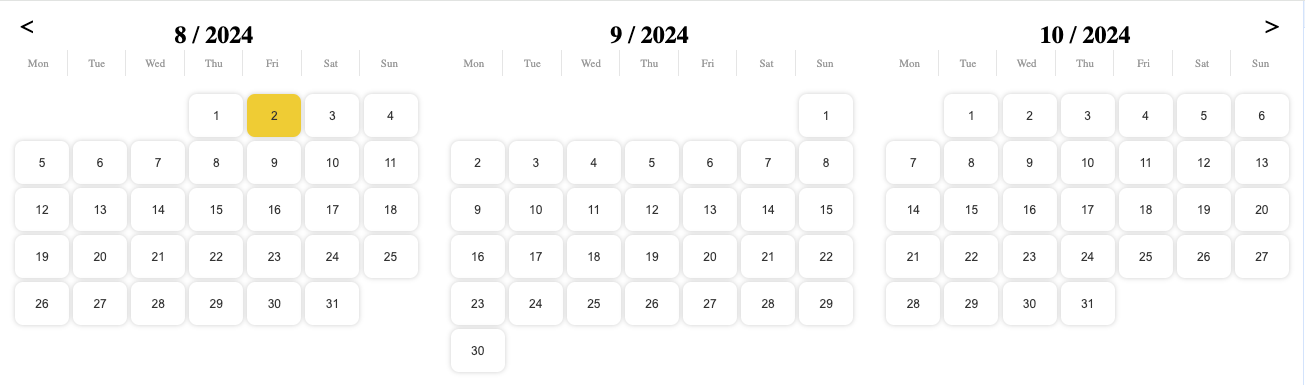 < 8 / 2024 9 / 2024 10 / 2024 >
Mon Tue Wed Thu Fri Sat Sun Mon Tue Wed Thu Fri Sat Sun Mon Tue Wed Thu Fri Sat Sun
1 2 3 4 1 1 2 3 4 5 6
5 6 7 8 9 10 11 2 3 4 5 6 7 8 7 8 9 10 11 12 13
12 13 14 15 16 17 18 9 10 11 12 13 14 15 14 15 16 17 18 19 20
19 20 21 22 23 24 25 16 17 18 19 20 21 22 21 22 23 24 25 26 27
26 27 28 29 30 31 23 24 25 26 27 28 29 28 29 30 31
30